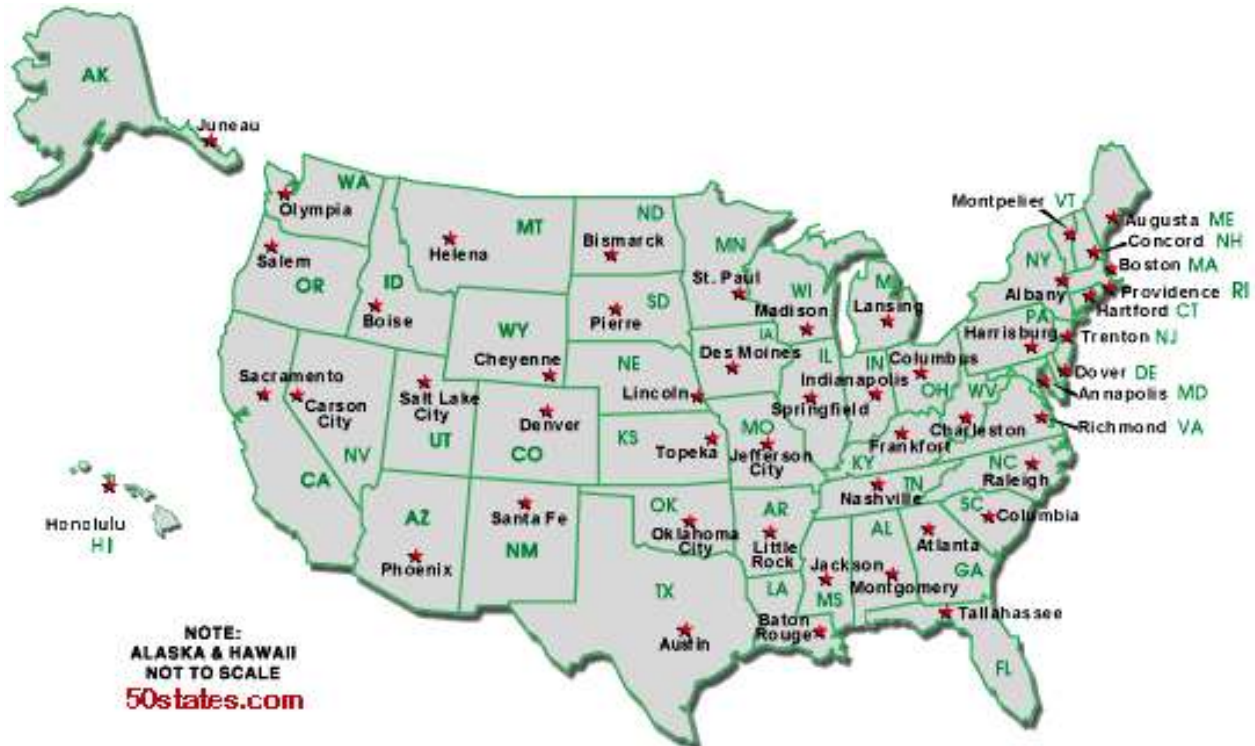 AK
Juneau
WA
Olympia
MT
Helena
ND
Bismarck
MN
St. Paul
Montpelier VT
Augusta ME
Concord NH
Boston MA
Providence RI
Hartford CT
NY
Albany
Salem
OR
ID
Boise
WY
Cheyenne
SD
Pierre
WI
Madison
MI
Lansing
PA
Harrisburg
Trenton NJ
Dover DE
Annapolis MD
Richmond VA
Sacramento
CA
Carson
City
NV
Salt Lake
City
UT
Denver
CO
NE
Lincoln
IA
Des Moines
IL
Springfield
IN
Indianapolis
Columbus
OH
WV
Charleston
KS
Topeka
MO
Jefferson
City
KY
Frankfort
TN
Nashville
NC
Raleigh
SC
Columbia
Honolulu
HI
AZ
Phoenix
Santa Fe
NM
OK
Oklahoma
City
AR
Little
Rock
TX
Austin
LA
Baton
Rouge
Jackson
MS
AL
Montgomery
Atlanta
GA
Tallahassee
FL
NOTE:
ALASKA & HAWAII
NOT TO SCALE
50states.com